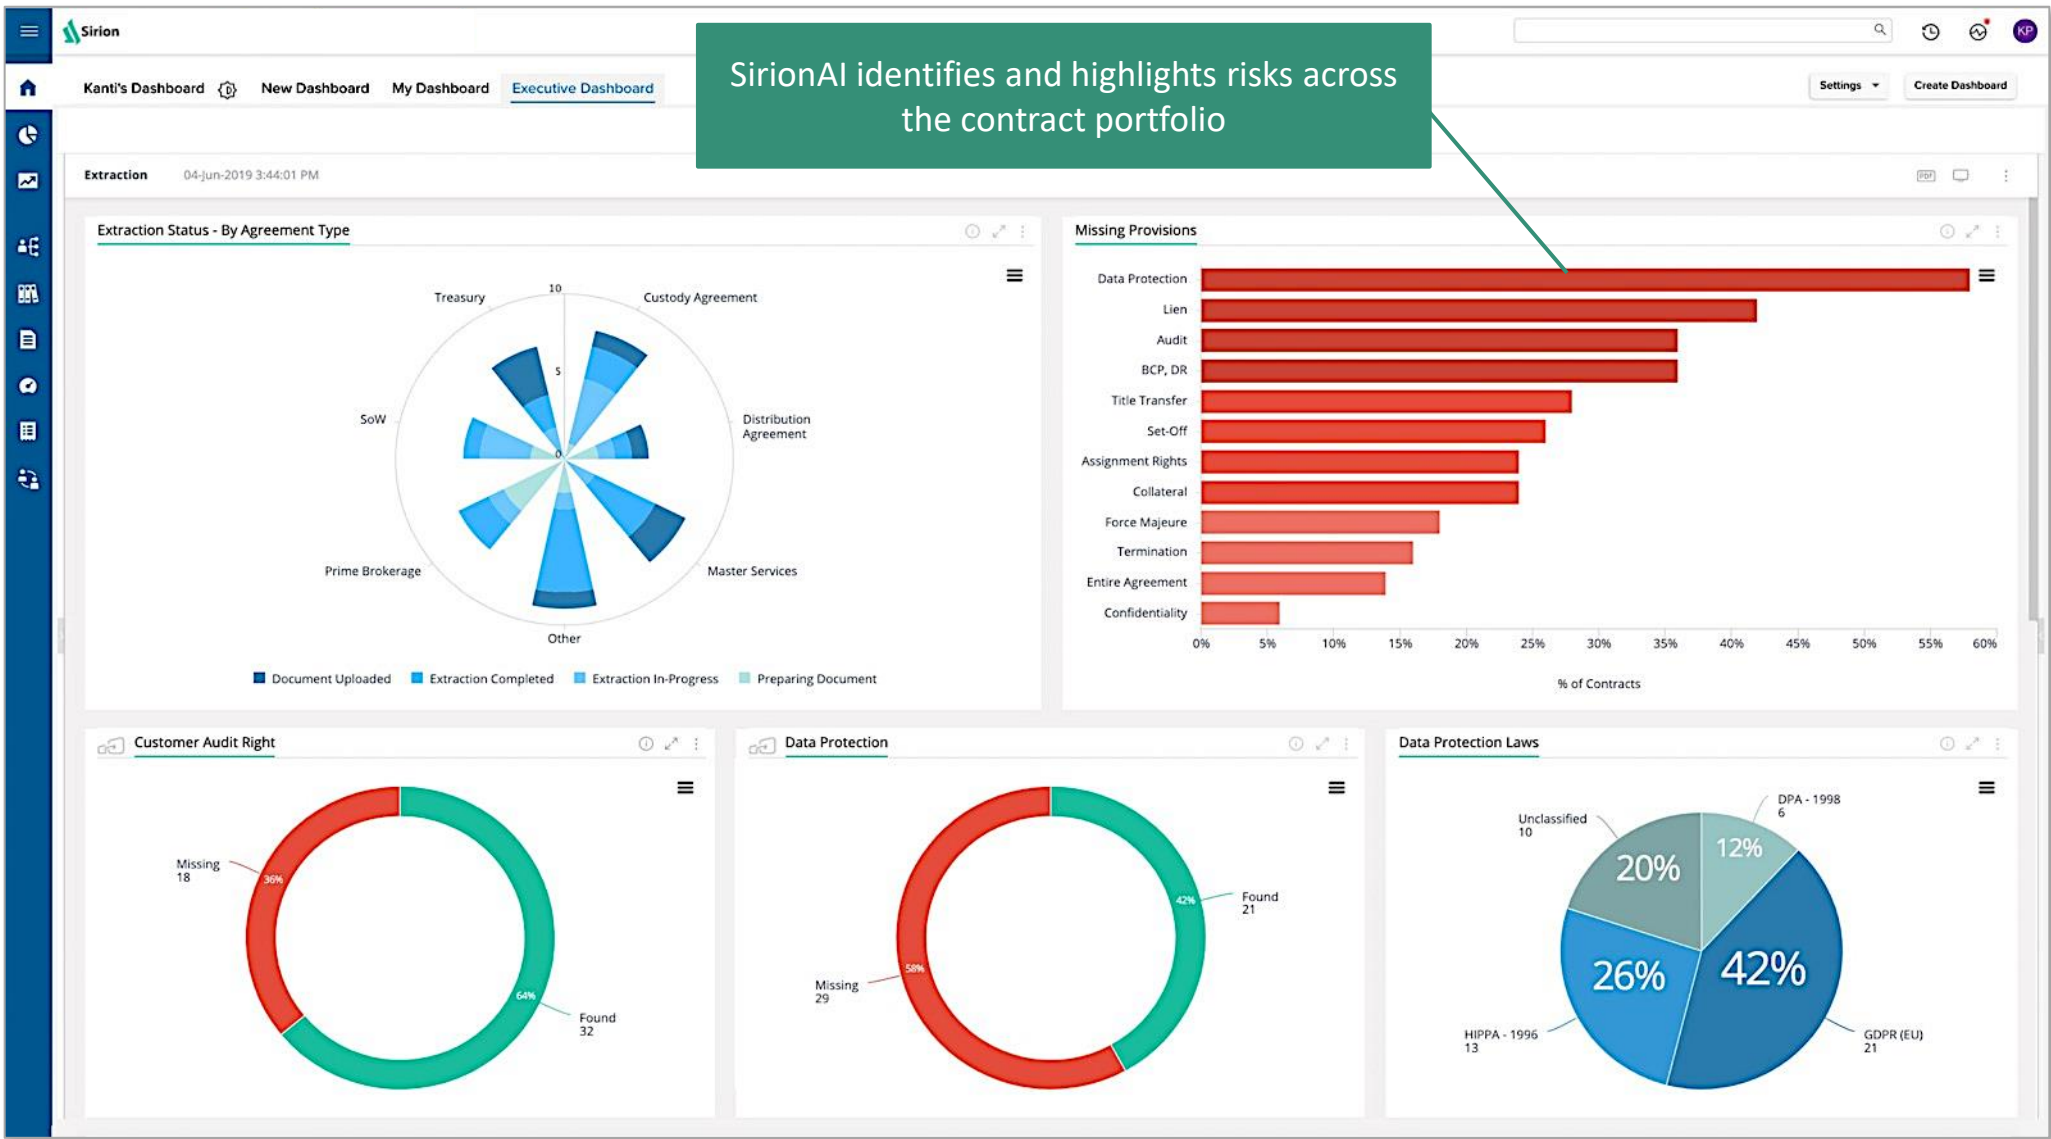 Sirion
SirionAI identifies and highlights risks across
the contract portfolio
KP
Kanti's Dashboard
New Dashboard
My Dashboard
Executive Dashboard
Settings
Create Dashboard
Extraction
04-Jun-2019 3:44:01 PM
PDF
Extraction Status - By Agreement Type
10
5
0
Treasury
Custody Agreement
SoW
Distribution
Agreement
Prime Brokerage
Master Services
Other
Document Uploaded
Extraction Completed
Extraction In-Progress
Preparing Document
Missing Provisions
Data Protection
Lien
Audit
BCP, DR
Title Transfer
Set-Off
Assignment Rights
Collateral
Force Majeure
Termination
Entire Agreement
Confidentiality
0% 5% 10% 15% 20% 25% 30% 35% 40% 45% 50% 55% 60%
% of Contracts
Customer Audit Right
Missing
18
36%
64%
Found
32
Data Protection
42%
Found
21
58%
Missing
29
Data Protection Laws
DPA - 1998
6
Unclassified
10
12%
20%
26%
42%
HIPPA - 1996
13
GDPR (EU)
21